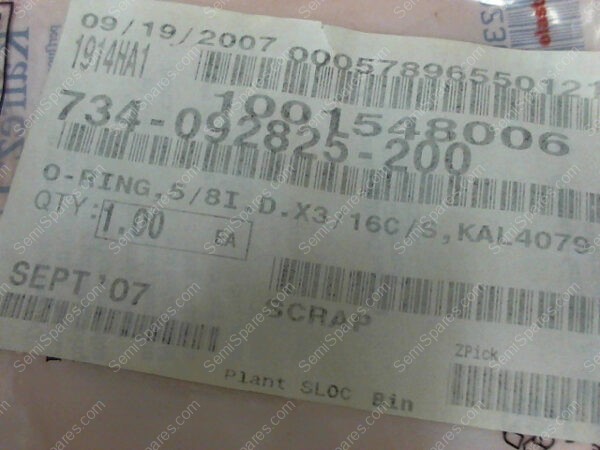 09/19/2007 00057896550121
1914HA1
1001548006
734-092825-200
O-RING,5/8I.D.X3/16C/S,KAL4079
QTY: 1.00 EA
SEPT'07
SCRAP
ZPick
Plant SLOC Bin
SemiSpares.com